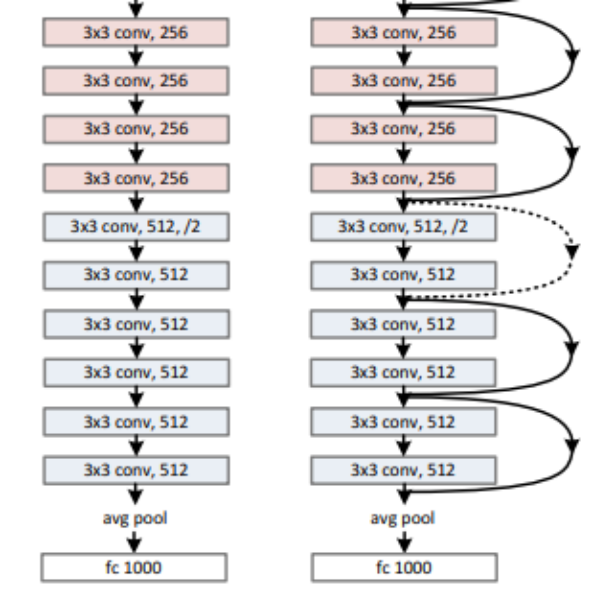 3x3 conv, 256
3x3 conv, 256
3x3 conv, 256
3x3 conv, 256
3x3 conv, 512, /2
3x3 conv, 512
3x3 conv, 512
3x3 conv, 512
3x3 conv, 512
3x3 conv, 512
avg pool
fc 1000
3x3 conv, 256
3x3 conv, 256
3x3 conv, 256
3x3 conv, 256
3x3 conv, 512, /2
3x3 conv, 512
3x3 conv, 512
3x3 conv, 512
3x3 conv, 512
3x3 conv, 512
avg pool
fc 1000